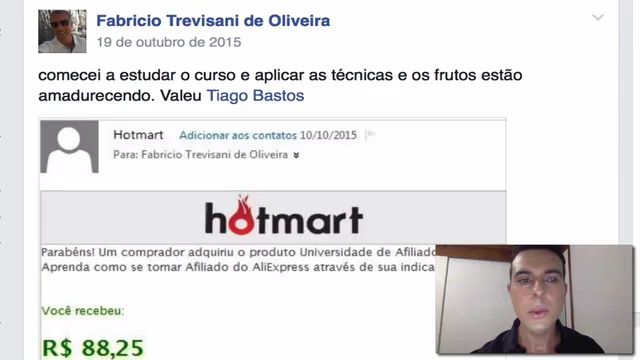 Fabricio Trevisani de Oliveira
19 de outubro de 2015
comecei a estudar o curso e aplicar as técnicas e os frutos estão
amadurecendo. Valeu Tiago Bastos
Hotmart Adicionar aos contatos 10/10/2015
Para: Fabricio Trevisani de Oliveira
hotmart
Parabéns! Um comprador adquiriu o produto Universidade de Afiliado
Aprenda como se tornar Afiliado do AliExpress através de sua indica
Você recebeu:
R$ 88,25